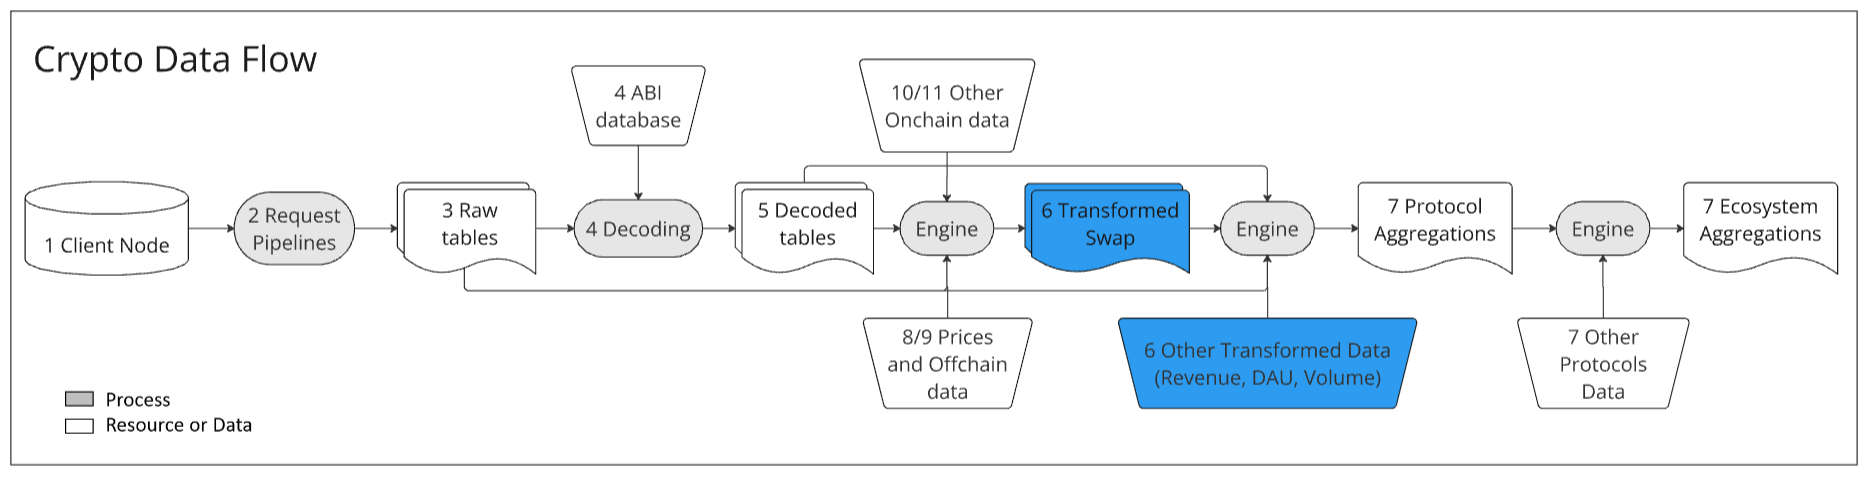 Crypto Data Flow
4 ABI
database
10/11 Other
Onchain data
1 Client Node
2 Request
Pipelines
3 Raw
tables
4 Decoding
5 Decoded
tables
Engine
6 Transformed
Swap
Engine
7 Protocol
Aggregations
Engine
7 Ecosystem
Aggregations
8/9 Prices
and Offchain
data
6 Other Transformed Data
(Revenue, DAU, Volume)
7 Other
Protocols
Data
Process
Resource or Data